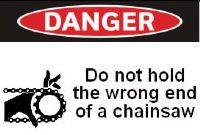 DANGER
Do not hold
the wrong end
of a chainsaw